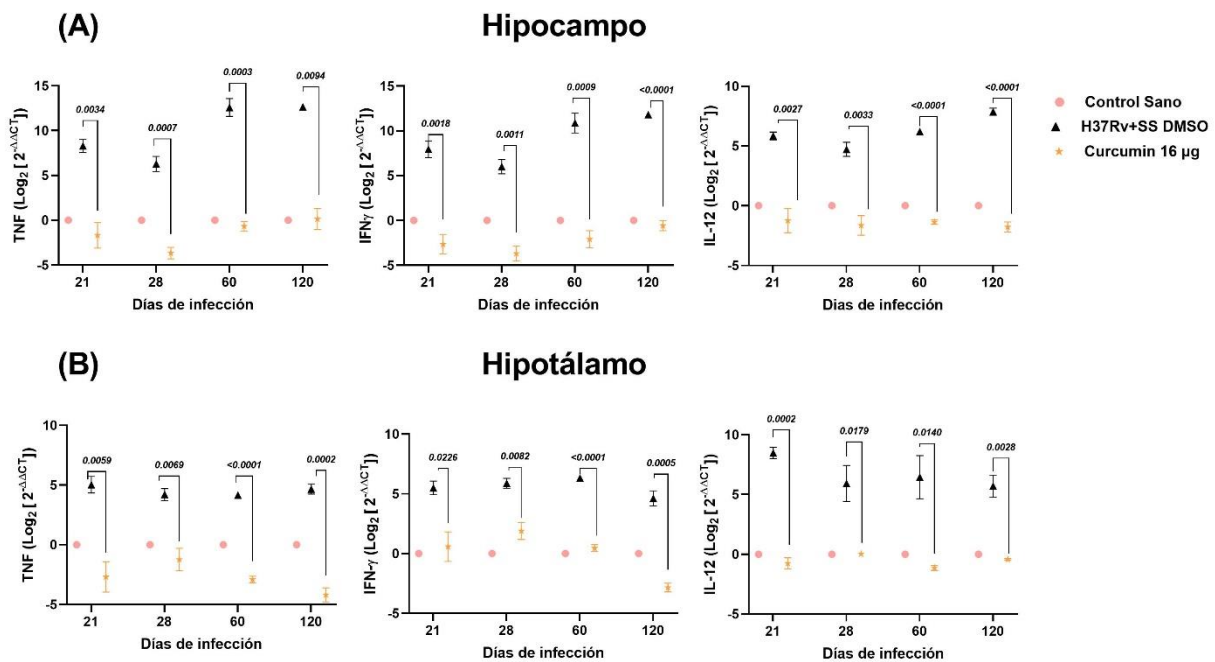 (A) Hipocampo
TNF (Log₂ [ 2^-ΔΔCT])
15
10
5
0
-5
0.0034
0.0007
0.0003
0.0094
21 28 60 120
Días de infección
IFNγ (Log₂ [ 2^-ΔΔCT])
15
10
5
0
-5
0.0018
0.0011
0.0009
<0.0001
21 28 60 120
Días de infección
IL-12 (Log₂ [ 2^-ΔΔCT])
10
5
0
-5
0.0027
0.0033
<0.0001
<0.0001
21 28 60 120
Días de infección
Control Sano
H37Rv+SS DMSO
Curcumin 16 µg
(B) Hipotálamo
TNF (Log₂ [ 2^-ΔΔCT])
10
5
0
-5
0.0059
0.0069
<0.0001
0.0002
21 28 60 120
Días de infección
IFN-γ (Log₂ [ 2^-ΔΔCT])
10
5
0
-5
0.0226
0.0082
<0.0001
0.0005
21 28 60 120
Días de infección
IL-12 (Log₂ [ 2^-ΔΔCT])
10
5
0
-5
0.0002
0.0179
0.0140
0.0028
21 28 60 120
Días de infección